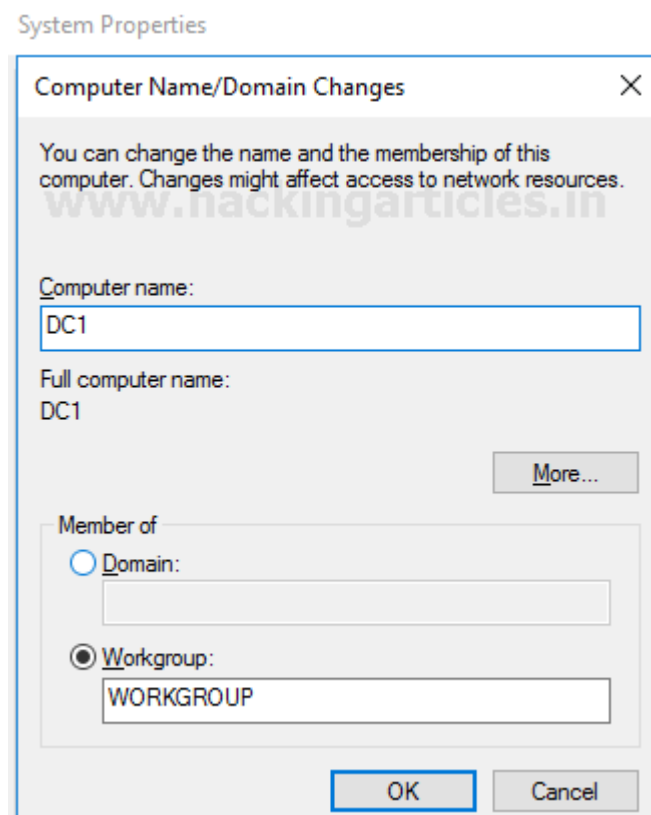 System Properties
Computer Name/Domain Changes
You can change the name and the membership of this
computer. Changes might affect access to network resources.
www.hackingarticles.in
Computer name:
DC1
Full computer name:
DC1
More...
Member of
Domain:
Workgroup:
WORKGROUP
OK Cancel